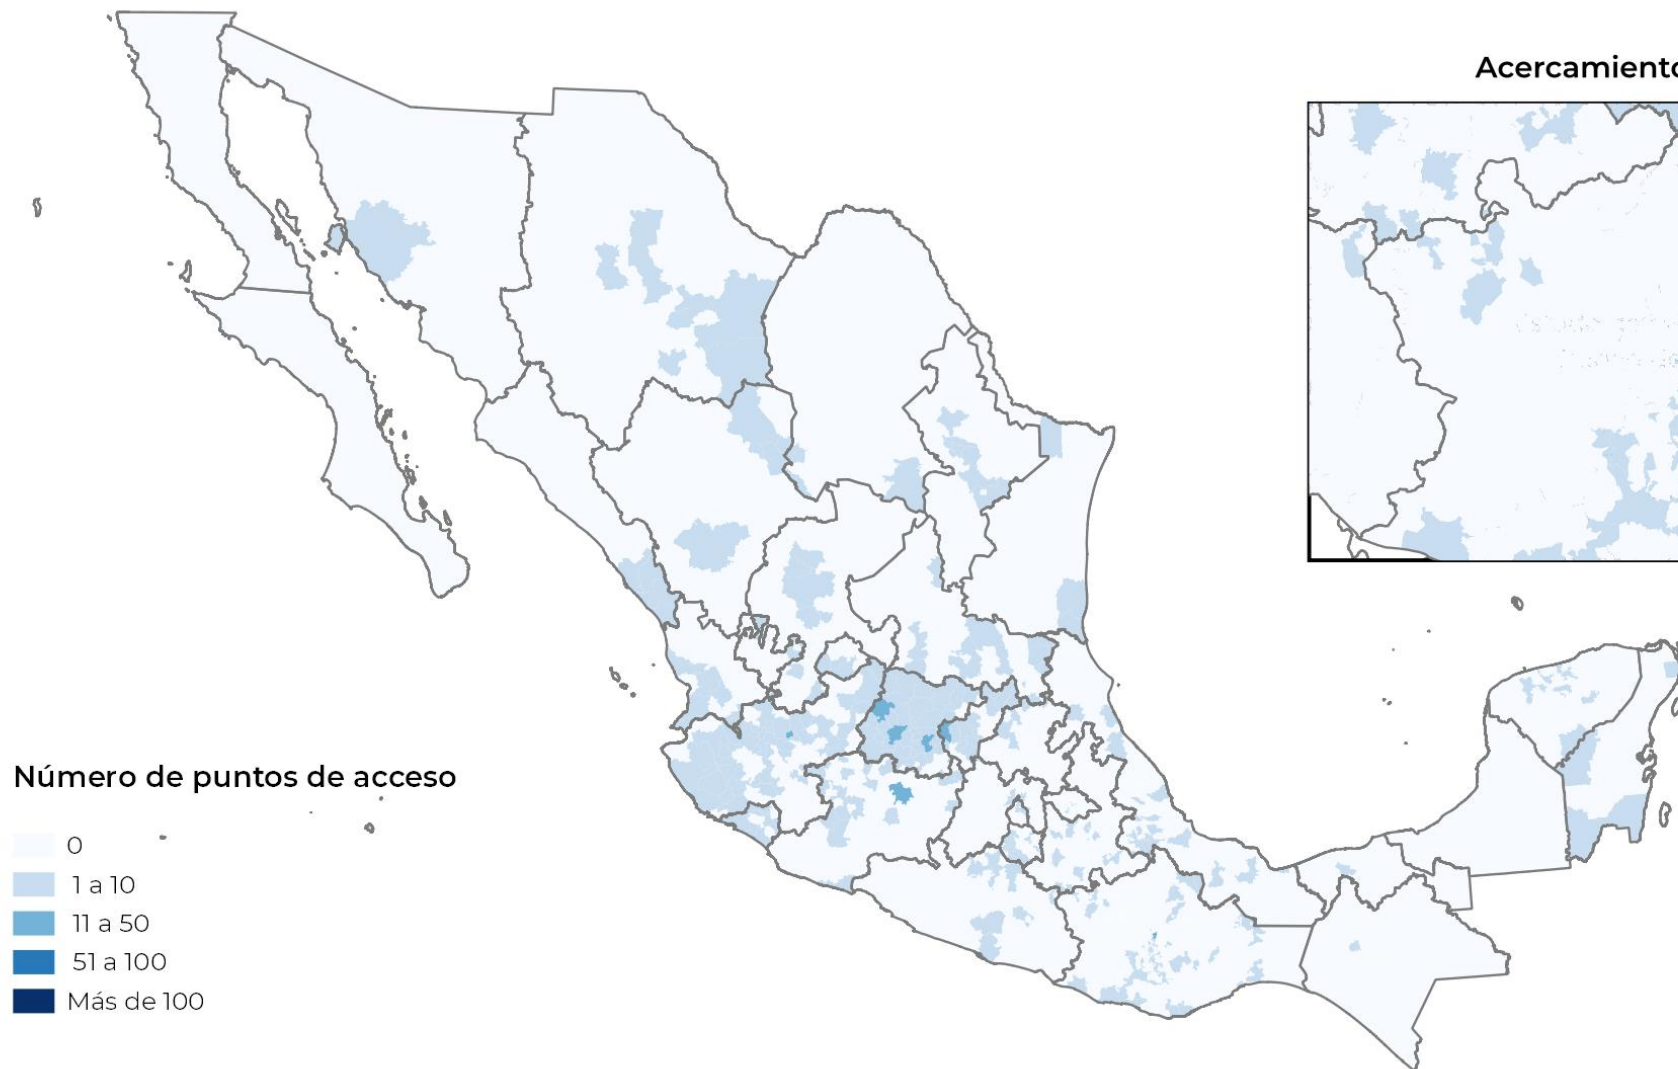 Acercamiento
Número de puntos de acceso
0
1 a 10
11 a 50
51 a 100
Más de 100